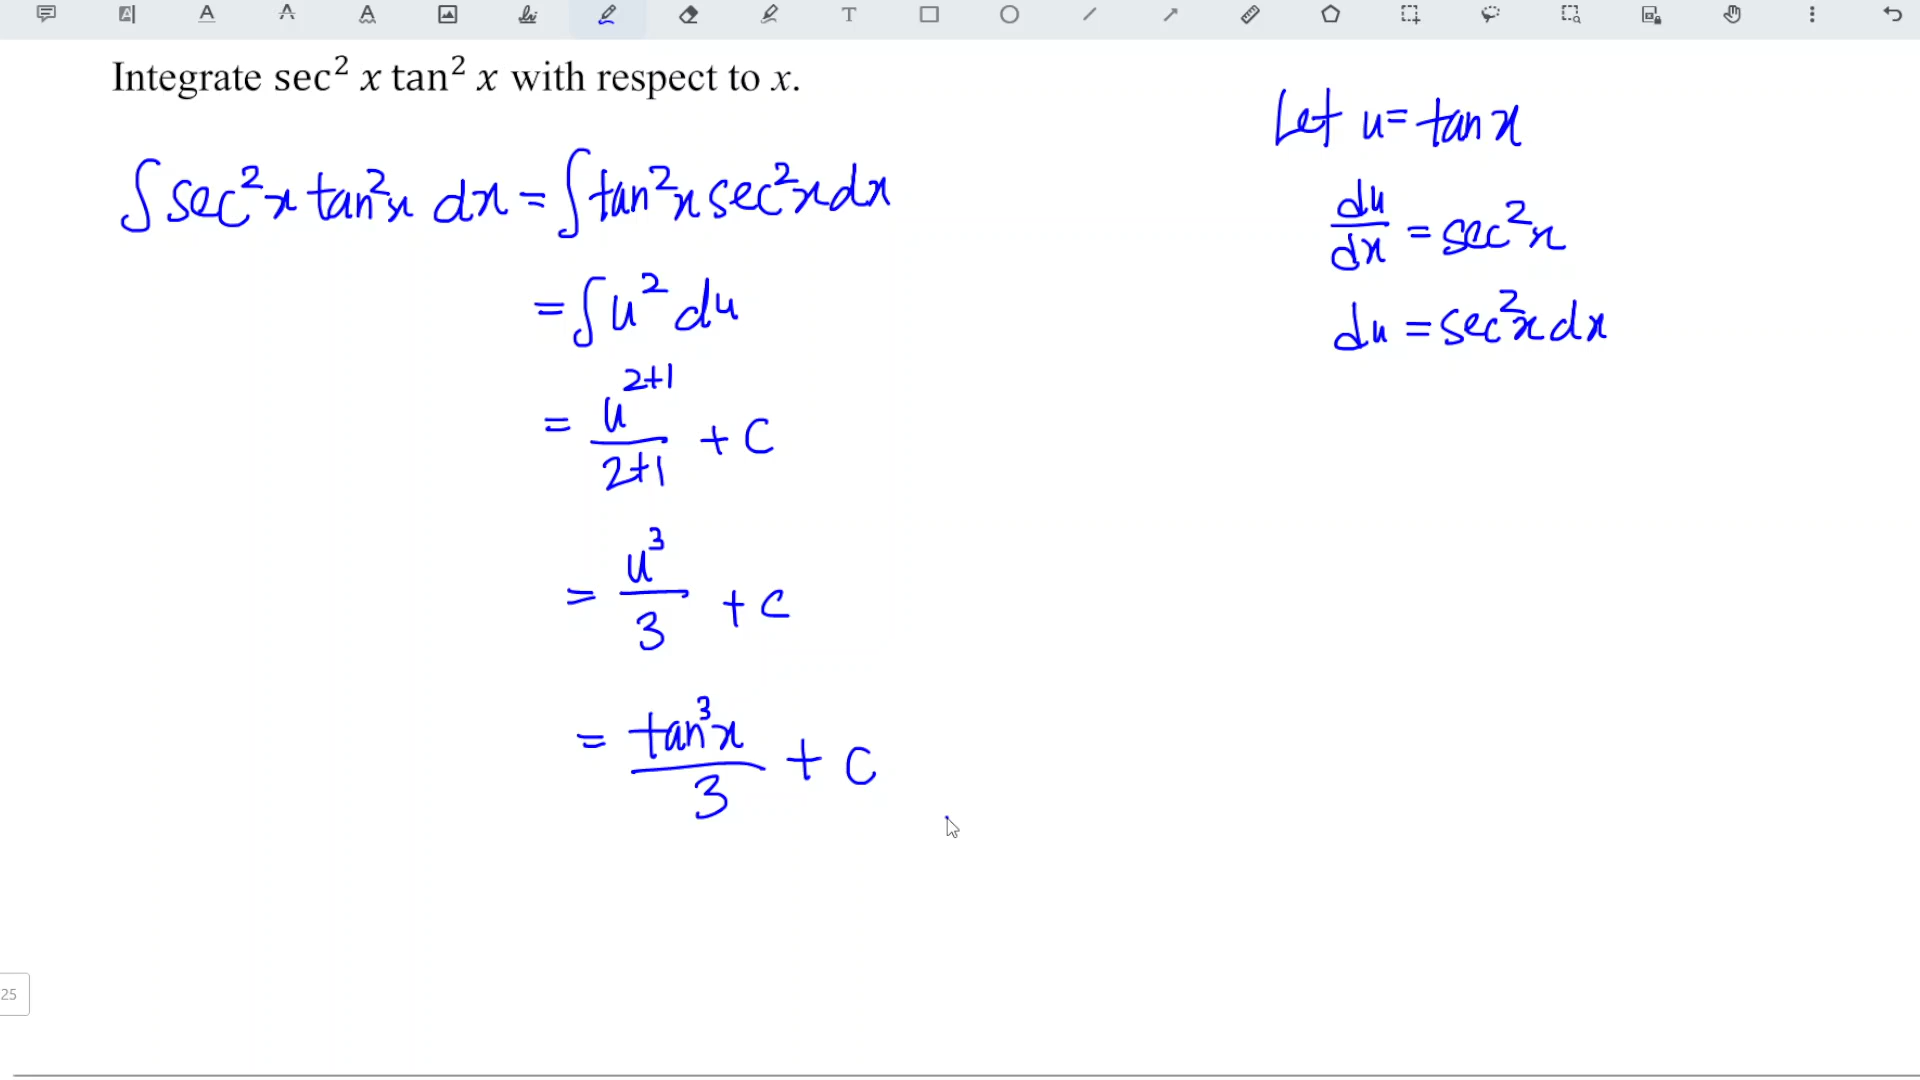 Integrate sec² x tan² x with respect to x.
∫ sec²x tan²x dx = ∫ tan²x sec²x dx
= ∫ u² du
= u^(2+1) / (2+1) + c
= u³/3 + c
= tan³x/3 + c
Let u = tan x
du/dx = sec²x
du = sec²x dx
25